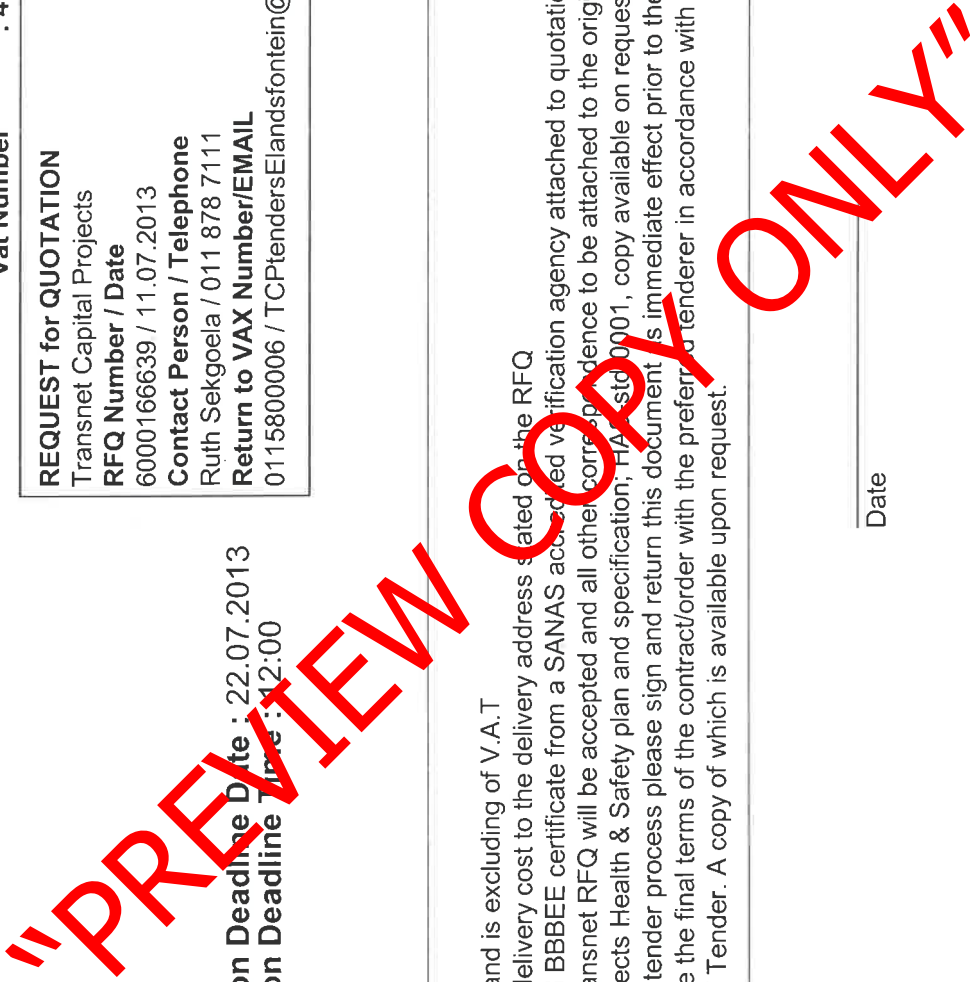 Vat Number : 4
REQUEST for QUOTATION
Transnet Capital Projects
RFQ Number / Date
6000166639 / 11.07.2013
Contact Person / Telephone
Ruth Sekgoela / 011 878 7111
Return to VAX Number/EMAIL
0115800006 / TCPtendersElandsfontein@
on Deadline Date : 22.07.2013
on Deadline Time : 12:00
and is excluding of V.A.T
delivery cost to the delivery address stated on the RFQ
BBBEE certificate from a SANAS accredited verification agency attached to quotatio
ansnet RFQ will be accepted and all other correspondence to be attached to the orig
ects Health & Safety plan and specification; HAS-std-0001, copy available on reques
tender process please sign and return this document as immediate effect prior to the
e the final terms of the contract/order with the preferred tenderer in accordance with
Tender. A copy of which is available upon request.
Date
"PREVIEW COPY ONLY"